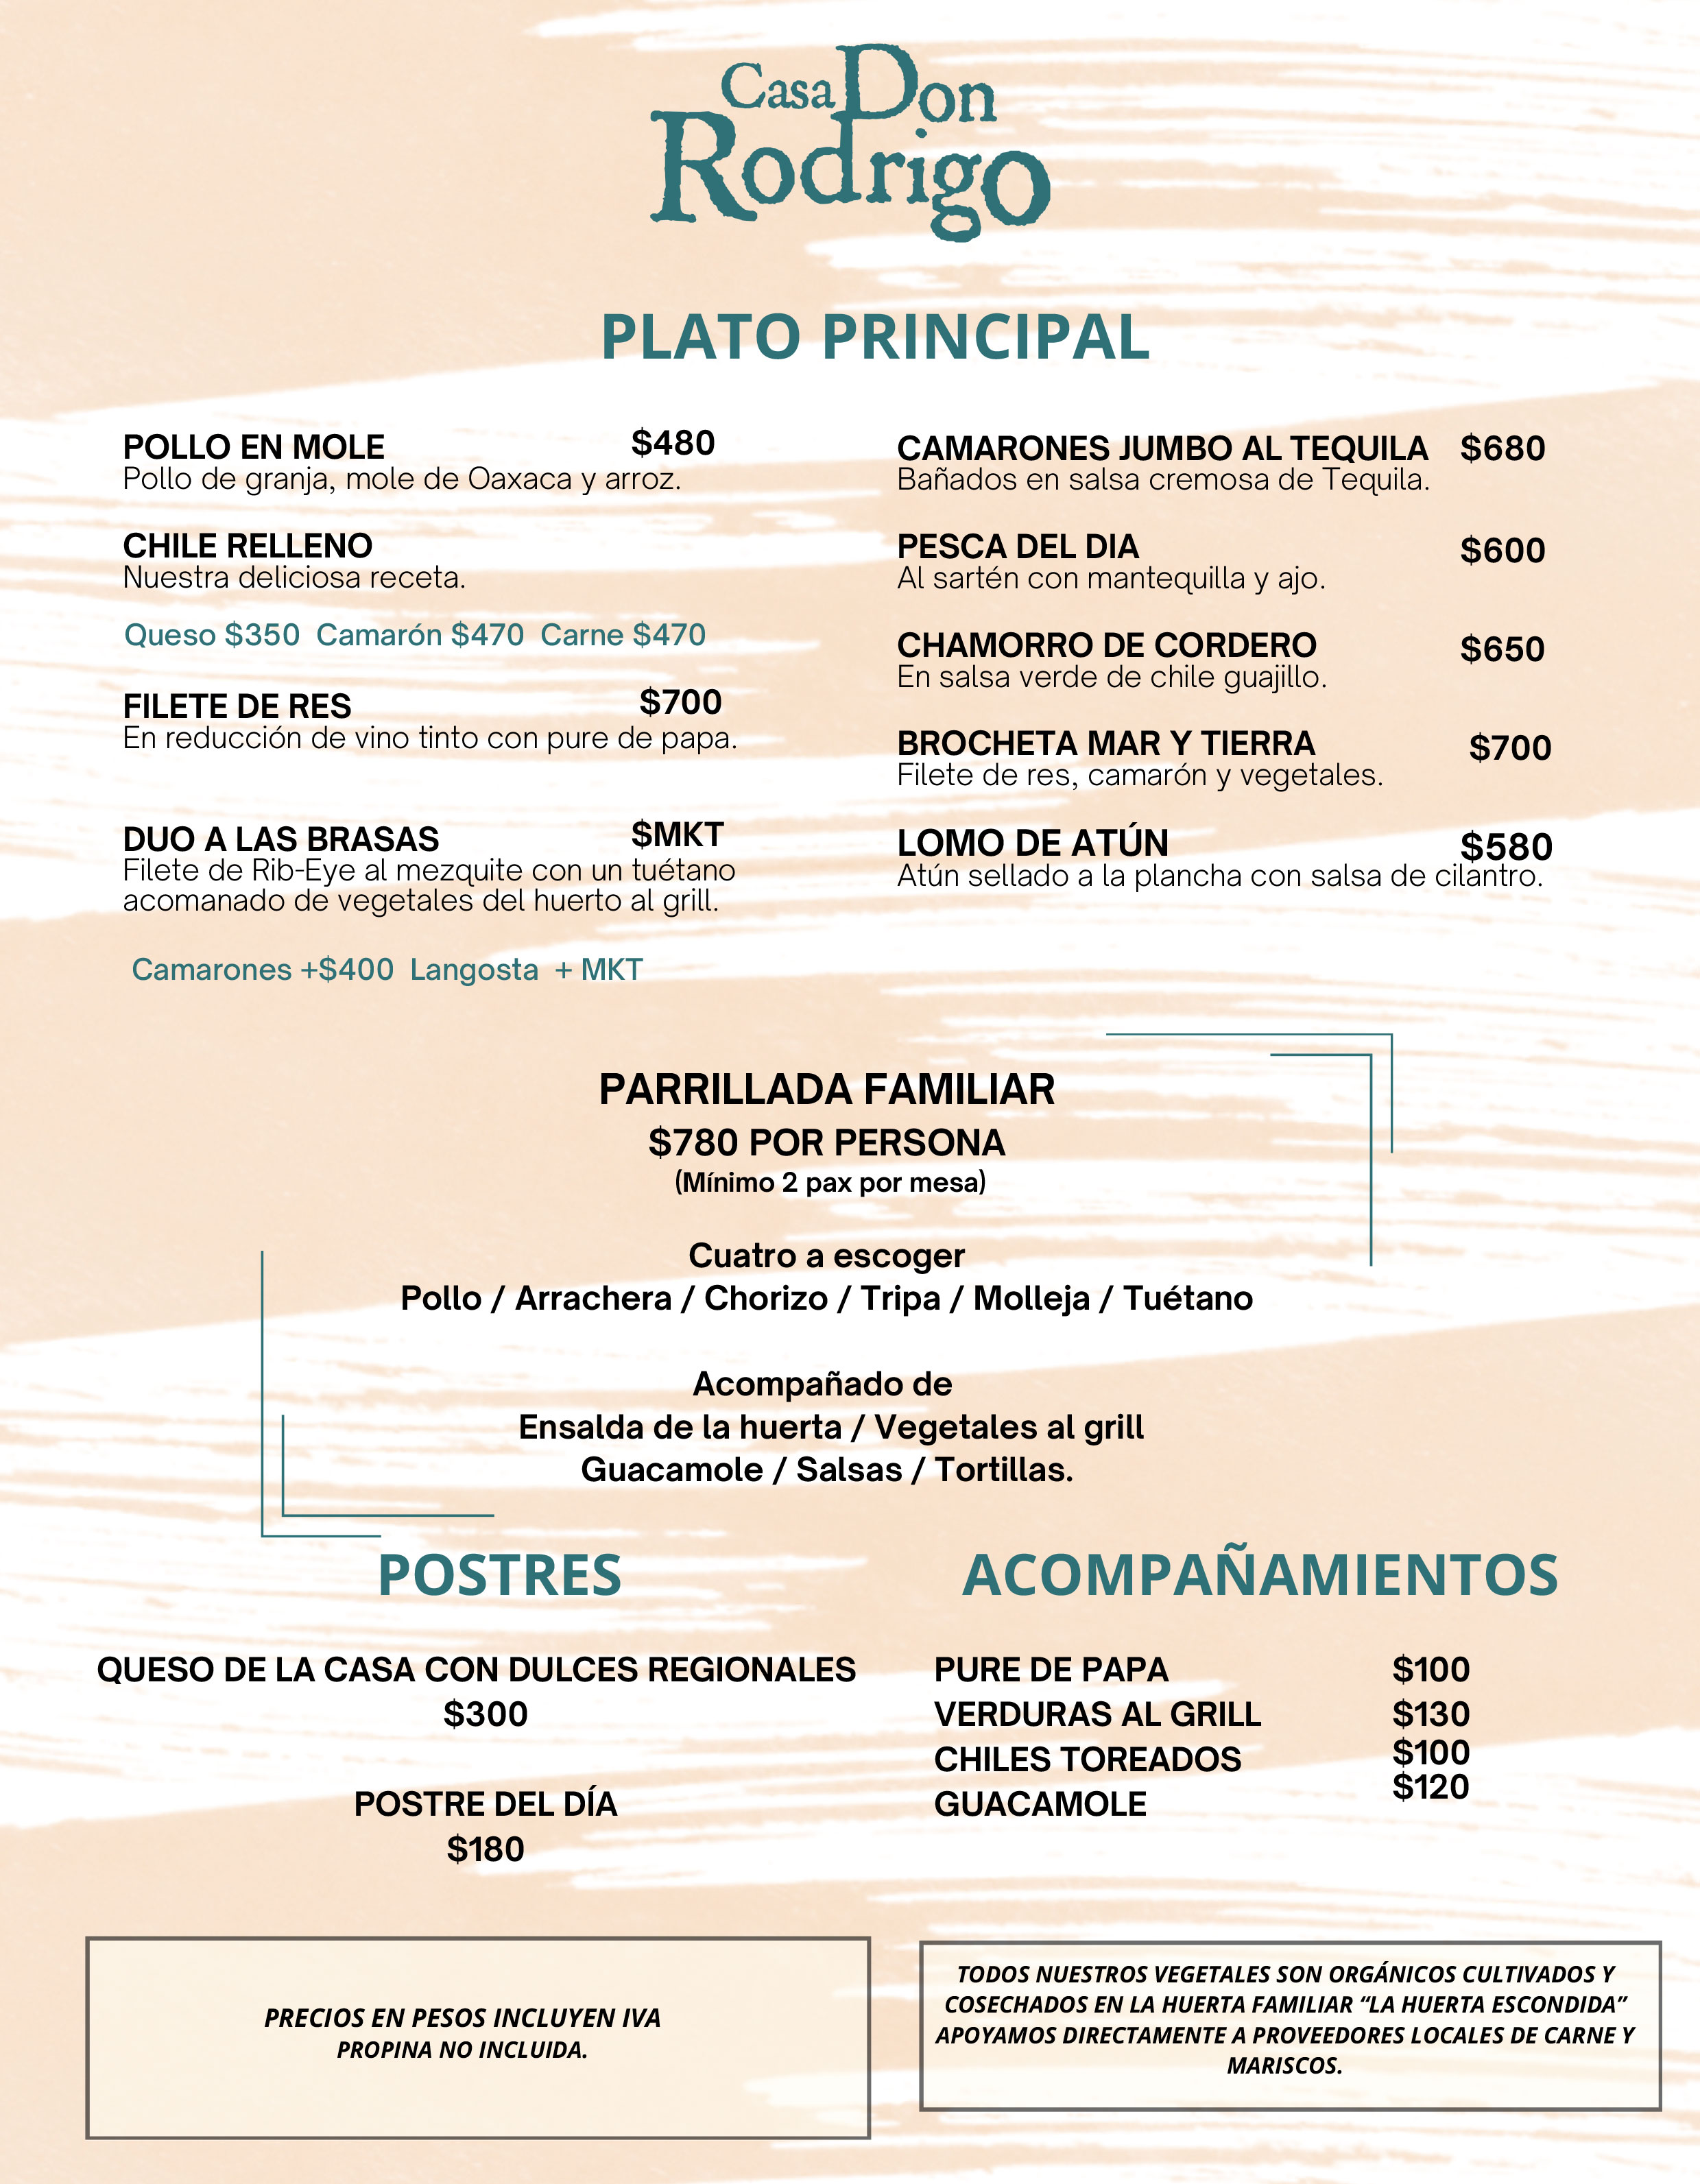 Casa Don
Rodrigo
PLATO PRINCIPAL
POLLO EN MOLE $480
Pollo de granja, mole de Oaxaca y arroz.
CHILE RELLENO
Nuestra deliciosa receta.
Queso $350 Camarón $470 Carne $470
FILETE DE RES $700
En reducción de vino tinto con pure de papa.
DUO A LAS BRASAS $MKT
Filete de Rib-Eye al mezquite con un tuétano
acomanado de vegetales del huerto al grill.
Camarones +$400 Langosta + MKT
CAMARONES JUMBO AL TEQUILA $680
Bañados en salsa cremosa de Tequila.
PESCA DEL DIA $600
Al sartén con mantequilla y ajo.
CHAMORRO DE CORDERO $650
En salsa verde de chile guajillo.
BROCHETA MAR Y TIERRA $700
Filete de res, camarón y vegetales.
LOMO DE ATÚN $580
Atún sellado a la plancha con salsa de cilantro.
PARRILLADA FAMILIAR
$780 POR PERSONA
(Mínimo 2 pax por mesa)
Cuatro a escoger
Pollo / Arrachera / Chorizo / Tripa / Molleja / Tuétano
Acompañado de
Ensalda de la huerta / Vegetales al grill
Guacamole / Salsas / Tortillas.
POSTRES
QUESO DE LA CASA CON DULCES REGIONALES
$300
POSTRE DEL DÍA
$180
ACOMPAÑAMIENTOS
PURE DE PAPA $100
VERDURAS AL GRILL $130
CHILES TOREADOS $100
GUACAMOLE $120
PRECIOS EN PESOS INCLUYEN IVA
PROPINA NO INCLUIDA.
TODOS NUESTROS VEGETALES SON ORGÁNICOS CULTIVADOS Y
COSECHADOS EN LA HUERTA FAMILIAR “LA HUERTA ESCONDIDA”
APOYAMOS DIRECTAMENTE A PROVEEDORES LOCALES DE CARNE Y
MARISCOS.